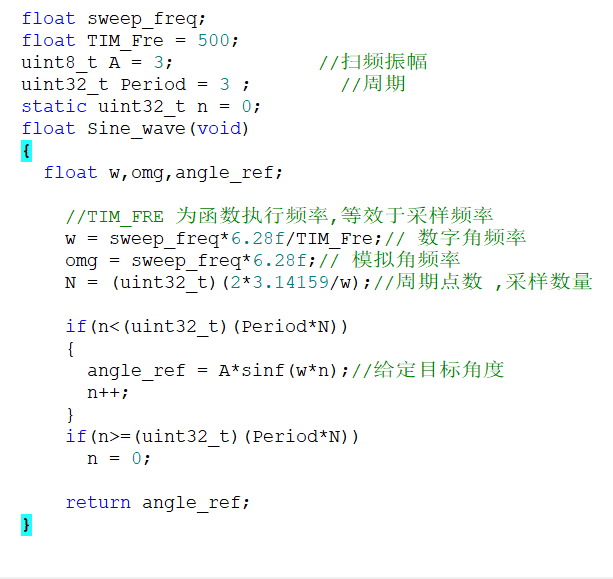 float sweep_freq;
float TIM_Fre = 500;
uint8_t A = 3;             //扫频振幅
uint32_t Period = 3 ;        //周期
static uint32_t n = 0;
float Sine_wave(void)
{
  float w,omg,angle_ref;
    //TIM_FRE 为函数执行频率,等效于采样频率
    w = sweep_freq*6.28f/TIM_Fre;// 数字角频率
    omg = sweep_freq*6.28f;// 模拟角频率
    N = (uint32_t)(2*3.14159/w);//周期点数 ,采样数量
    if(n<(uint32_t)(Period*N))
    {
      angle_ref = A*sinf(w*n);//给定目标角度
      n++;
    }
    if(n>=(uint32_t)(Period*N))
      n = 0;
    return angle_ref;
}